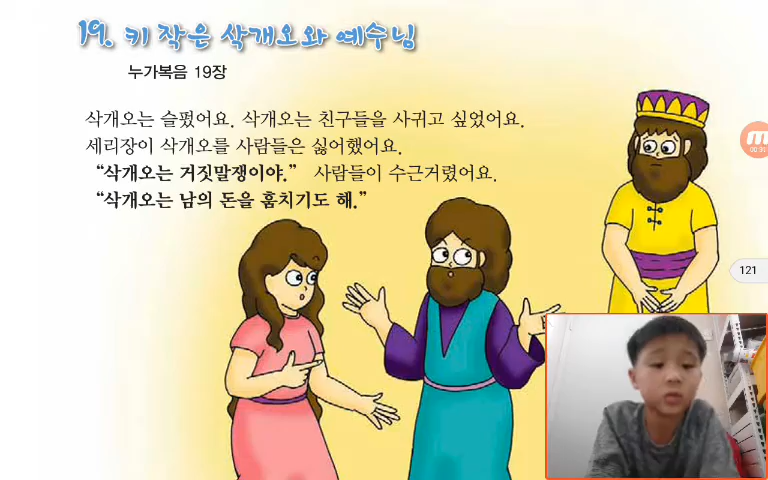 19. 키 작은 삭개오와 예수님
누가복음 19장
삭개오는 슬펐어요. 삭개오는 친구들을 사귀고 싶었어요.
세리장이 삭개오를 사람들은 싫어했어요.
“삭개오는 거짓말쟁이야.” 사람들이 수근거렸어요.
“삭개오는 남의 돈을 훔치기도 해.”
M
00:31
121